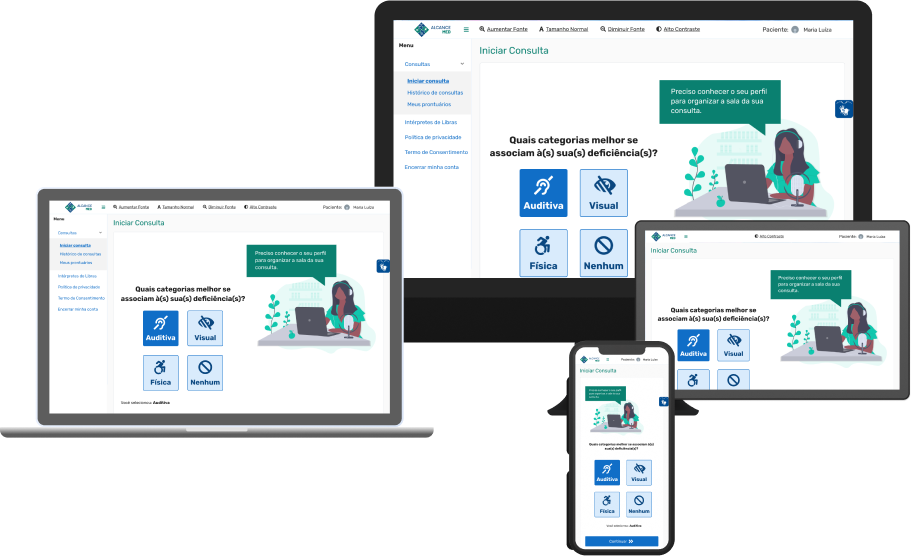 ALCANCE
MED
Aumentar Fonte
A Tamanho Normal
Diminuir Fonte
Alto Contraste
Paciente:
Maria Luiza
Menu
Iniciar Consulta
Consultas
Iniciar consulta
Histórico de consultas
Meus prontuários
Intérpretes de Libras
Política de privacidade
Termo de Consentimento
Encerrar minha conta
Preciso conhecer o seu perfil
para organizar a sala da sua
consulta.
Quais categorias melhor se
associam à(s) sua(s) deficiência(s)?
Auditiva
Visual
Física
Nenhum
ALCANCE
MED
Aumentar Fonte
A Tamanho Normal
Diminuir Fonte
Alto Contraste
Paciente:
Maria Luiza
Menu
Iniciar Consulta
Consultas
Iniciar consulta
Histórico de consultas
Meus prontuários
Intérpretes de Libras
Política de privacidade
Termo de Consentimento
Encerrar minha conta
Preciso conhecer o seu perfil
para organizar a sala da sua
consulta.
Quais categorias melhor se
associam à(s) sua(s) deficiência(s)?
Auditiva
Visual
Física
Nenhum
Você selecionou: Auditiva
ALCANCE
MED
Alto Contraste
Paciente:
Maria Luiza
Iniciar Consulta
Preciso conhecer o seu perfil
para organizar a sala da sua
consulta.
Quais categorias melhor se
associam à(s) sua(s) deficiência(s)?
Auditiva
Visual
ALCANCE
MED
Paciente:
Maria Luiza
Iniciar Consulta
Preciso conhecer o seu perfil
para organizar a sala da sua
consulta.
Quais categorias melhor se associam à(s)
sua(s) deficiência(s)?
Auditiva
Visual
Física
Nenhum
Você selecionou: Auditiva
Continuar